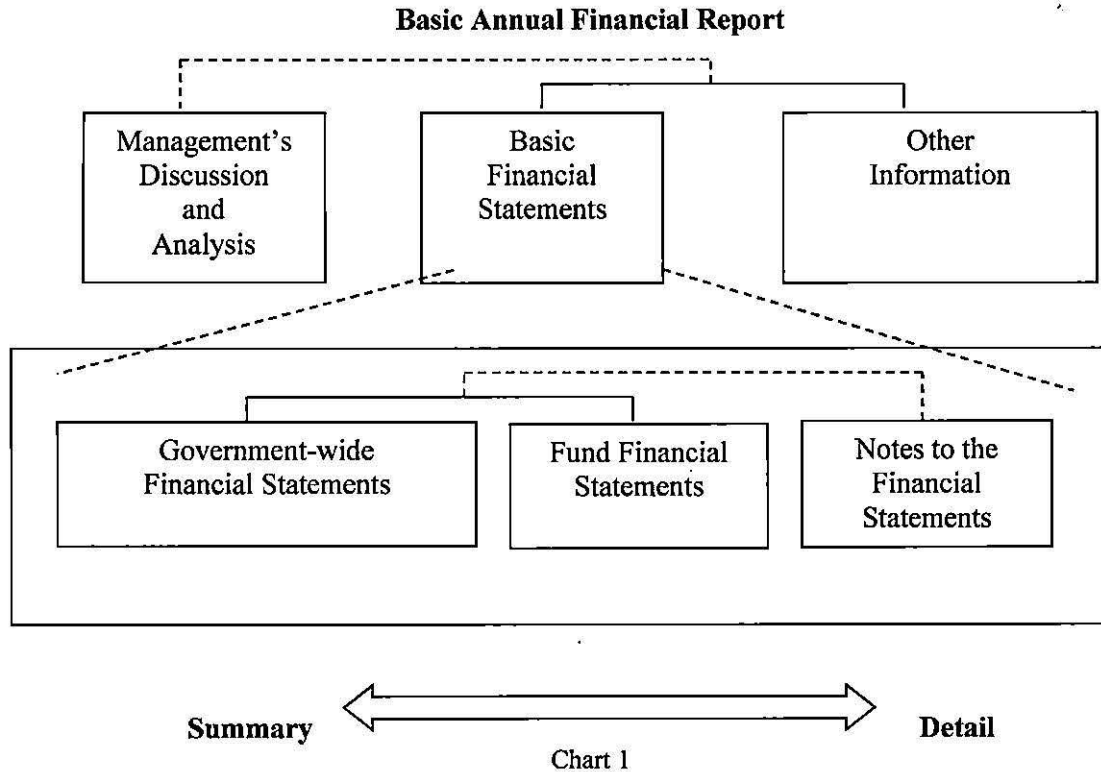 Basic Annual Financial Report
Management's
Discussion
and
Analysis
Basic
Financial
Statements
Other
Information
Government-wide
Financial Statements
Fund Financial
Statements
Notes to the
Financial
Statements
Summary
Detail
Chart 1